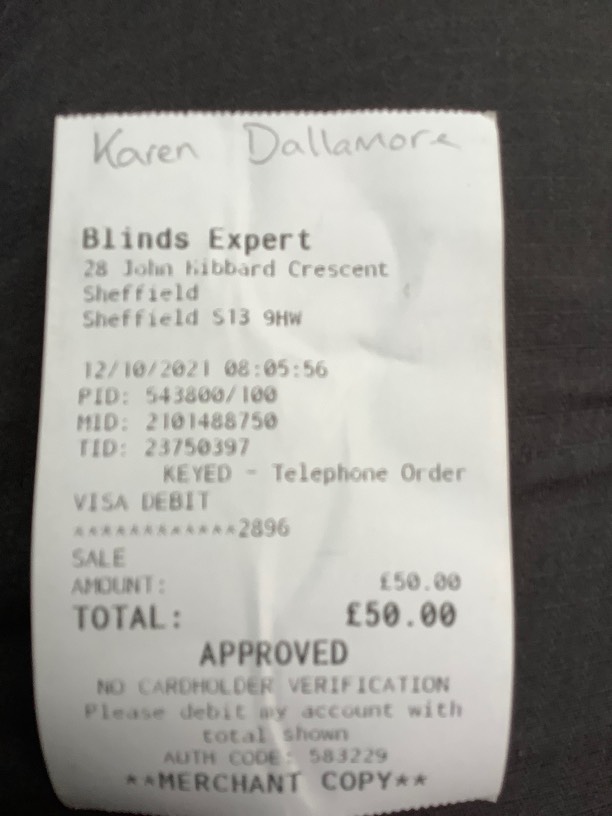 Karen Dallamore
Blinds Expert
28 John Hibbard Crescent
Sheffield
Sheffield S13 9HW
12/10/2021 08:05:56
PID: 543800/100
MID: 2101488750
TID: 23750397
KEYED - Telephone Order
VISA DEBIT
************2896
SALE
AMOUNT: £50.00
TOTAL: £50.00
APPROVED
NO CARDHOLDER VERIFICATION
Please debit my account with
total shown
AUTH CODE: 583229
**MERCHANT COPY**